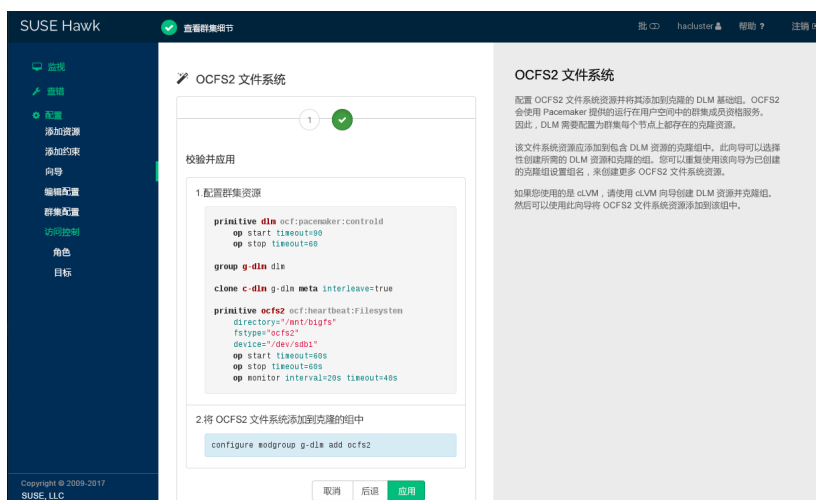 SUSE Hawk
查看群集细节
批
hacluster
帮助 ?
注销
监视
查错
配置
添加资源
添加约束
向导
编辑配置
群集配置
访问控制
角色
目标
Copyright © 2009-2017
SUSE, LLC
OCFS2 文件系统
1
校验并应用
1.配置群集资源
primitive dlm ocf:pacemaker:controld
op start timeout=90
op stop timeout=60
group g-dlm dlm
clone c-dlm g-dlm meta interleave=true
primitive ocfs2 ocf:heartbeat:Filesystem
directory="/mnt/bigfs"
fstype="ocfs2"
device="/dev/sdb1"
op start timeout=60s
op stop timeout=60s
op monitor interval=20s timeout=40s
2.将 OCFS2 文件系统添加到克隆的组中
configure modgroup g-dlm add ocfs2
取消
后退
应用
OCFS2 文件系统
配置 OCFS2 文件系统资源并将其添加到克隆的 DLM 基础组。OCFS2
会使用 Pacemaker 提供的运行在用户空间中的群集成员资格服务。
因此，DLM 需要配置为群集每个节点上都存在的克隆资源。
该文件系统资源应添加到包含 DLM 资源的克隆组中。此向导可以选择
性创建所需的 DLM 资源和克隆的组。您可以重复使用该向导为已创建
的克隆组设置组名，来创建更多 OCFS2 文件系统资源。
如果您使用的是 cLVM，请使用 cLVM 向导创建 DLM 资源并克隆组。
然后可以使用此向导将 OCFS2 文件系统资源添加到该组中。